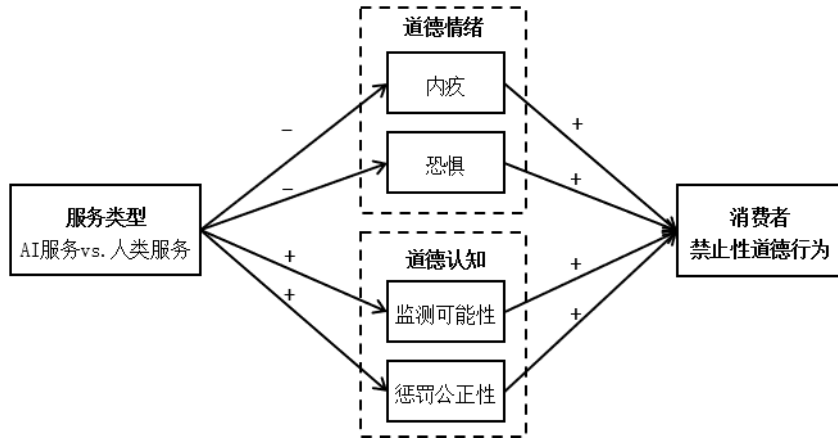 道德情绪
内疚
恐惧
−
−
+
+
服务类型
AI服务vs.人类服务
消费者
禁止性道德行为
道德认知
监测可能性
惩罚公正性
+
+
+
+